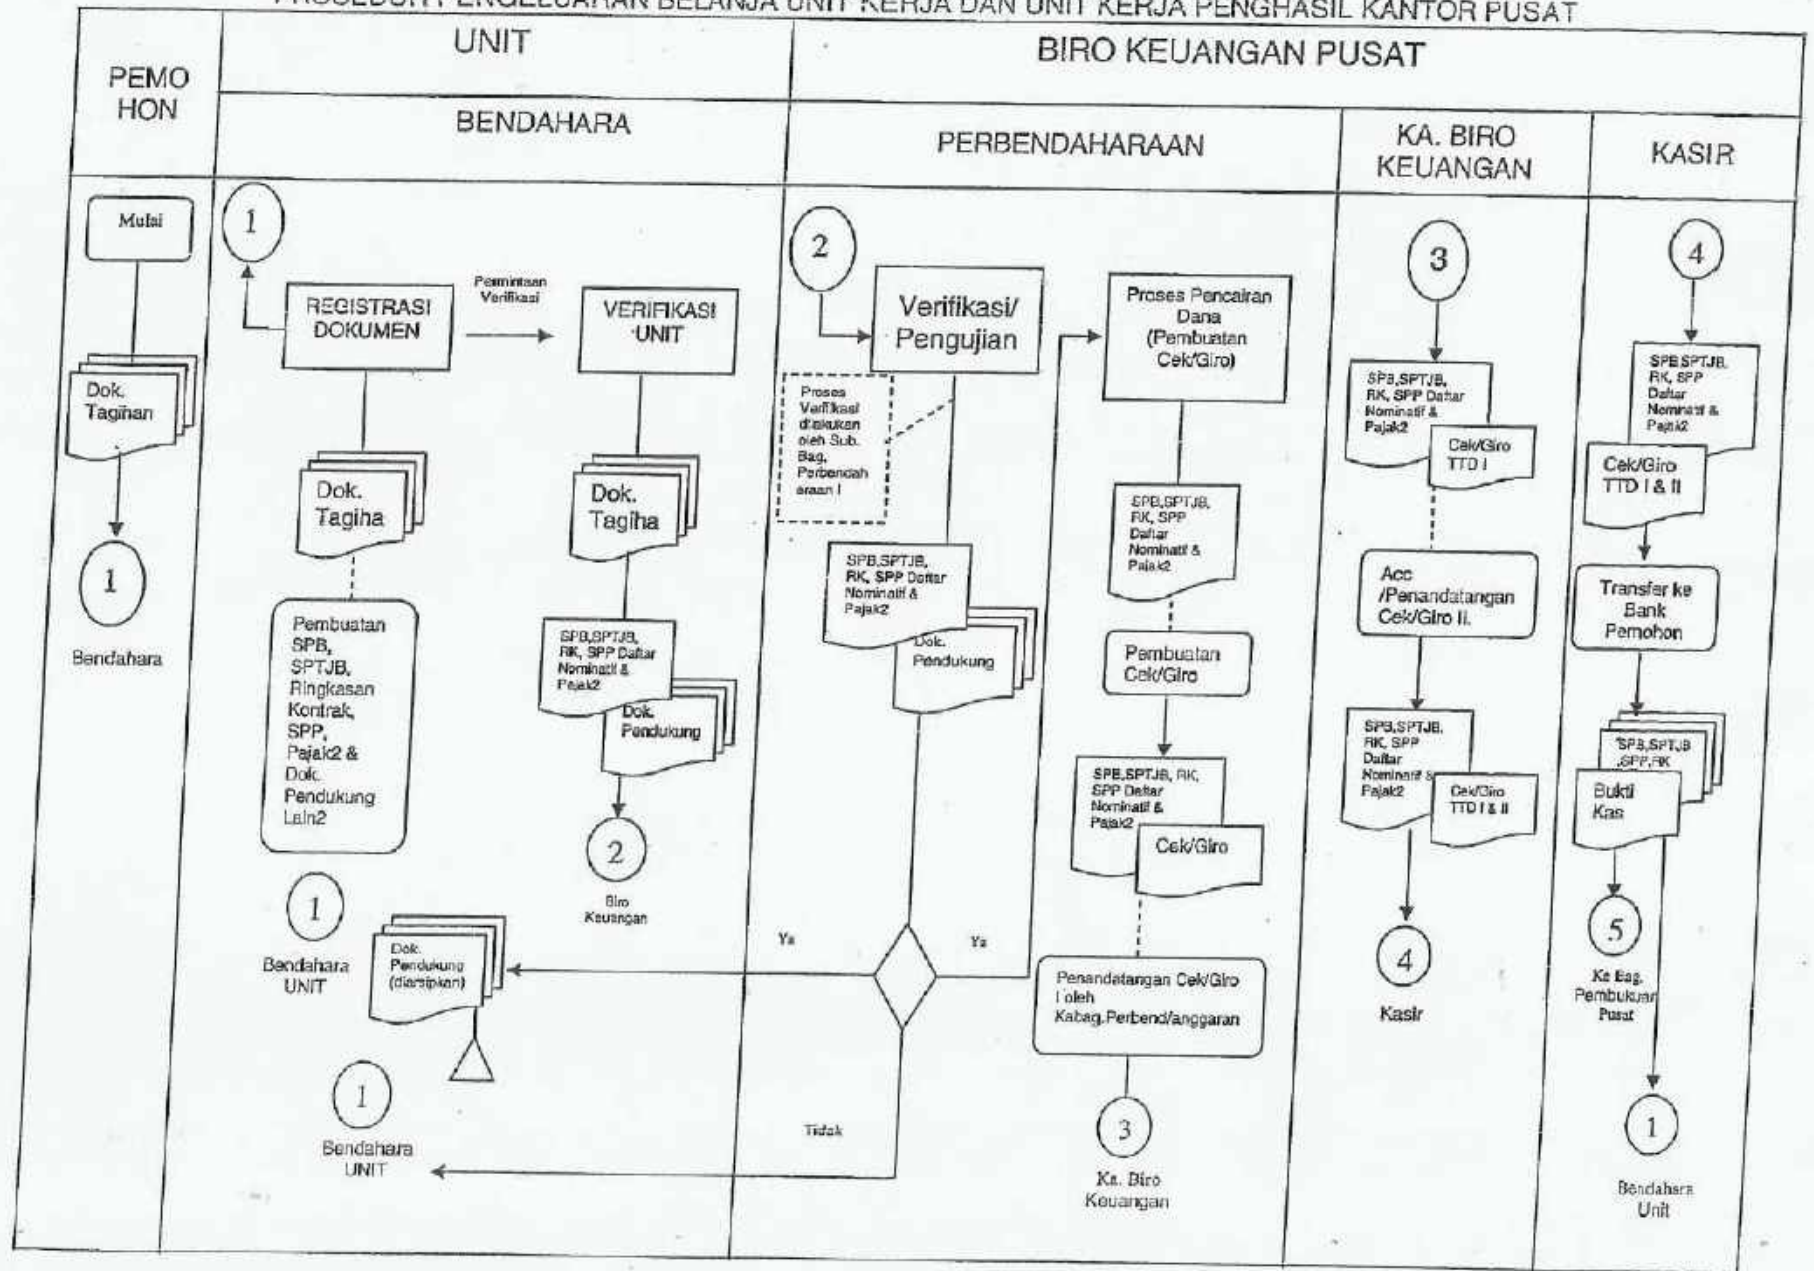 PENGELUARAN BELANJA UNIT KERJA DAN UNIT KERJA PENGHASIL KANTOR PUSAT
PEMO
HON
UNIT
BIRO KEUANGAN PUSAT
BENDAHARA
PERBENDAHARAAN
KA. BIRO
KEUANGAN
KASIR
Mulai
Dok.
Tagihan
1
Bendahara
1
REGISTRASI
DOKUMEN
Permintaan
Verifikasi
VERIFIKASI
UNIT
Dok.
Tagiha
Dok.
Tagiha
Pembuatan
SPB,
SPTJB,
Ringkasan
Kontrak,
SPP,
Pajak2 &
Dok.
Pendukung
Lain2
SPB,SPTJB,
RK, SPP Daftar
Nominatif &
Pajak2
Dok.
Pendukung
2
Biro
Keuangan
1
Bendahara
UNIT
Dok.
Pendukung
(diarsipkan)
1
Bendahara
UNIT
2
Verifikasi/
Pengujian
Proses
Verifikasi
dilakukan
oleh Sub.
Bag.
Perbendah
araan I
SPB,SPTJB,
RK, SPP Daftar
Nominatif &
Pajak2
Dok.
Pendukung
Ya
Ya
Tidak
Proses Pencairan
Dana
(Pembuatan
Cek/Giro)
SPB,SPTJB,
RK, SPP
Daftar
Nominatif &
Pajak2
Pembuatan
Cek/Giro
SPB,SPTJB, RK,
SPP Daftar
Nominatif &
Pajak2
Cek/Giro
Penandatangan Cek/Giro
I oleh
Kabag.Perbend/anggaran
3
Ka. Biro
Keuangan
3
SPB,SPTJB,
RK, SPP Daftar
Nominatif &
Pajak2
Cek/Giro
TTD I
Acc
/Penandatangan
Cek/Giro II.
SPB,SPTJB,
RK, SPP
Daftar
Nominatif &
Pajak2
Cek/Giro
TTD I & II
4
Kasir
4
SPB,SPTJB,
RK, SPP
Daftar
Nominatif &
Pajak2
Cek/Giro
TTD I & II
Transfer ke
Bank
Pemohon
SPB,SPTJB
,SPP,RK
Bukti
Kas
5
Ke Bag.
Pembukuan
Pusat
1
Bendahara
Unit